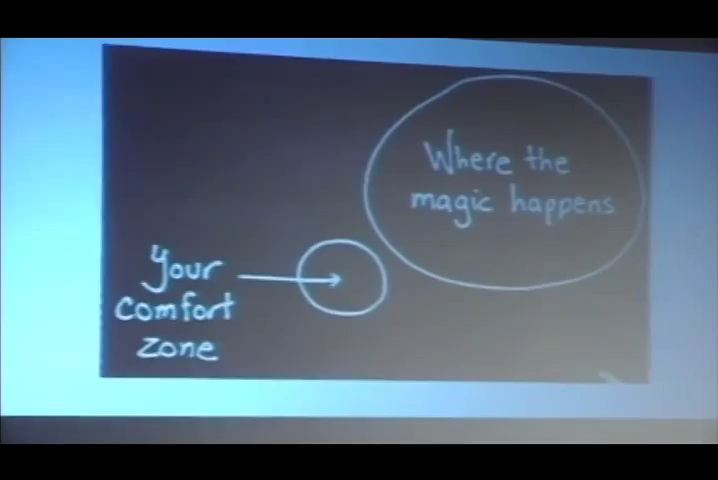 Where the
magic happens
Your
comfort
zone